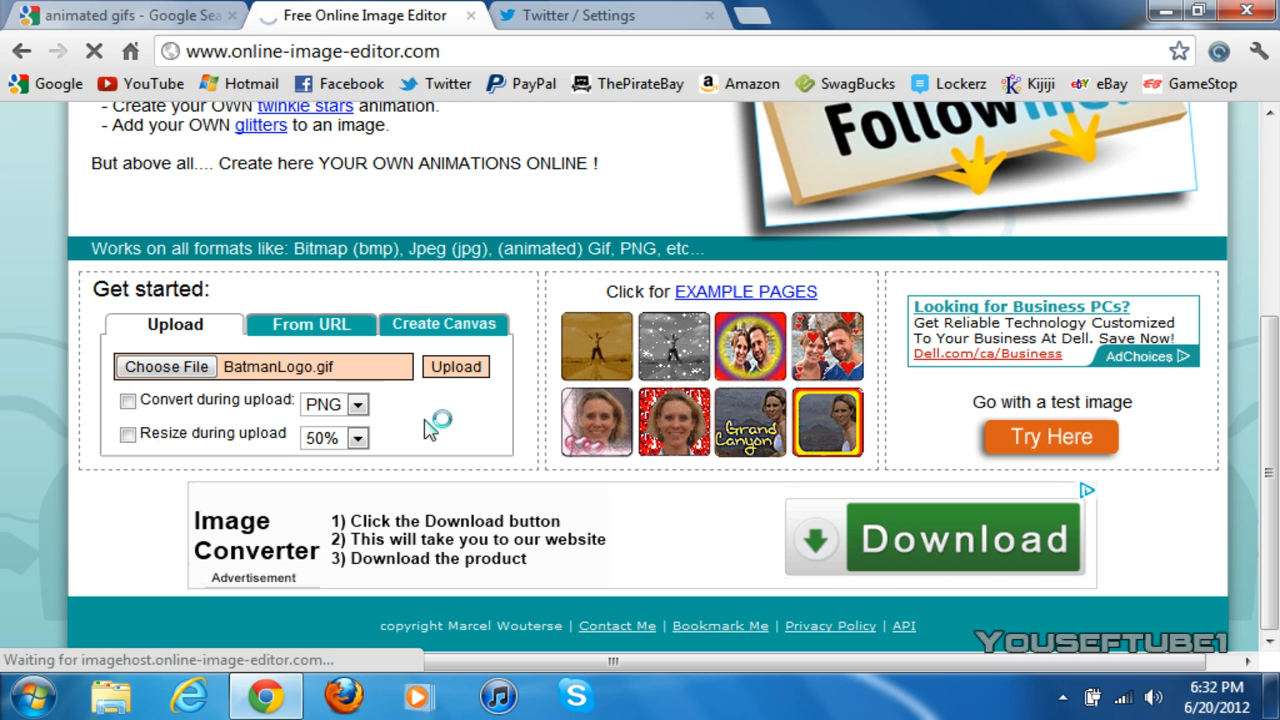 animated gifs - Google Sea
Free Online Image Editor
Twitter / Settings
www.online-image-editor.com
Google
YouTube
Hotmail
Facebook
Twitter
PayPal
ThePirateBay
Amazon
SwagBucks
Lockerz
Kijiji
eBay
GameStop
- Create your OWN twinkle stars animation.
- Add your OWN glitters to an image.
But above all.... Create here YOUR OWN ANIMATIONS ONLINE !
Follow me!
Works on all formats like: Bitmap (bmp), Jpeg (jpg), (animated) Gif, PNG, etc...
Get started:
Upload
From URL
Create Canvas
Choose File BatmanLogo.gif
Upload
Convert during upload: PNG
Resize during upload 50%
Click for EXAMPLE PAGES
Grand
Canyon
Looking for Business PCs?
Get Reliable Technology Customized
To Your Business At Dell. Save Now!
Dell.com/ca/Business
AdChoices
Go with a test image
Try Here
Image
Converter
Advertisement
1) Click the Download button
2) This will take you to our website
3) Download the product
Download
copyright Marcel Wouterse | Contact Me | Bookmark Me | Privacy Policy | API
YOUSEFTUBE1
Waiting for imagehost.online-image-editor.com...
6:32 PM
6/20/2012